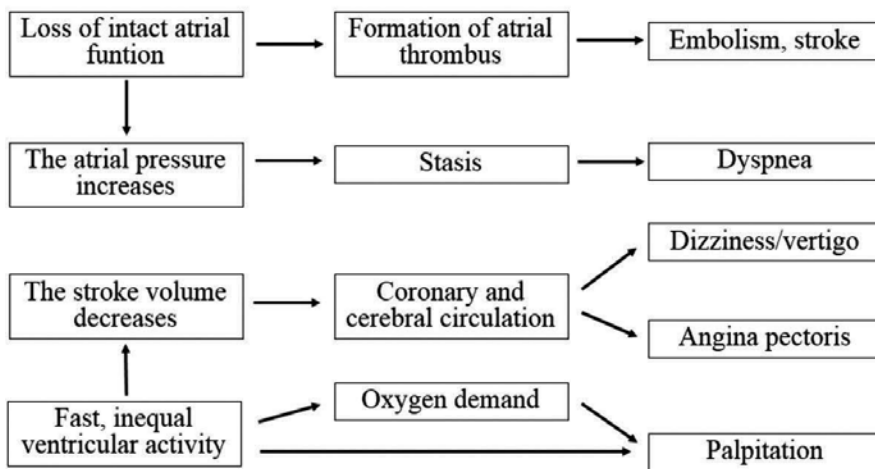 Loss of intact atrial
funtion
Formation of atrial
thrombus
Embolism, stroke
The atrial pressure
increases
Stasis
Dyspnea
Dizziness/vertigo
The stroke volume
decreases
Coronary and
cerebral circulation
Angina pectoris
Oxygen demand
Fast, inequal
ventricular activity
Palpitation